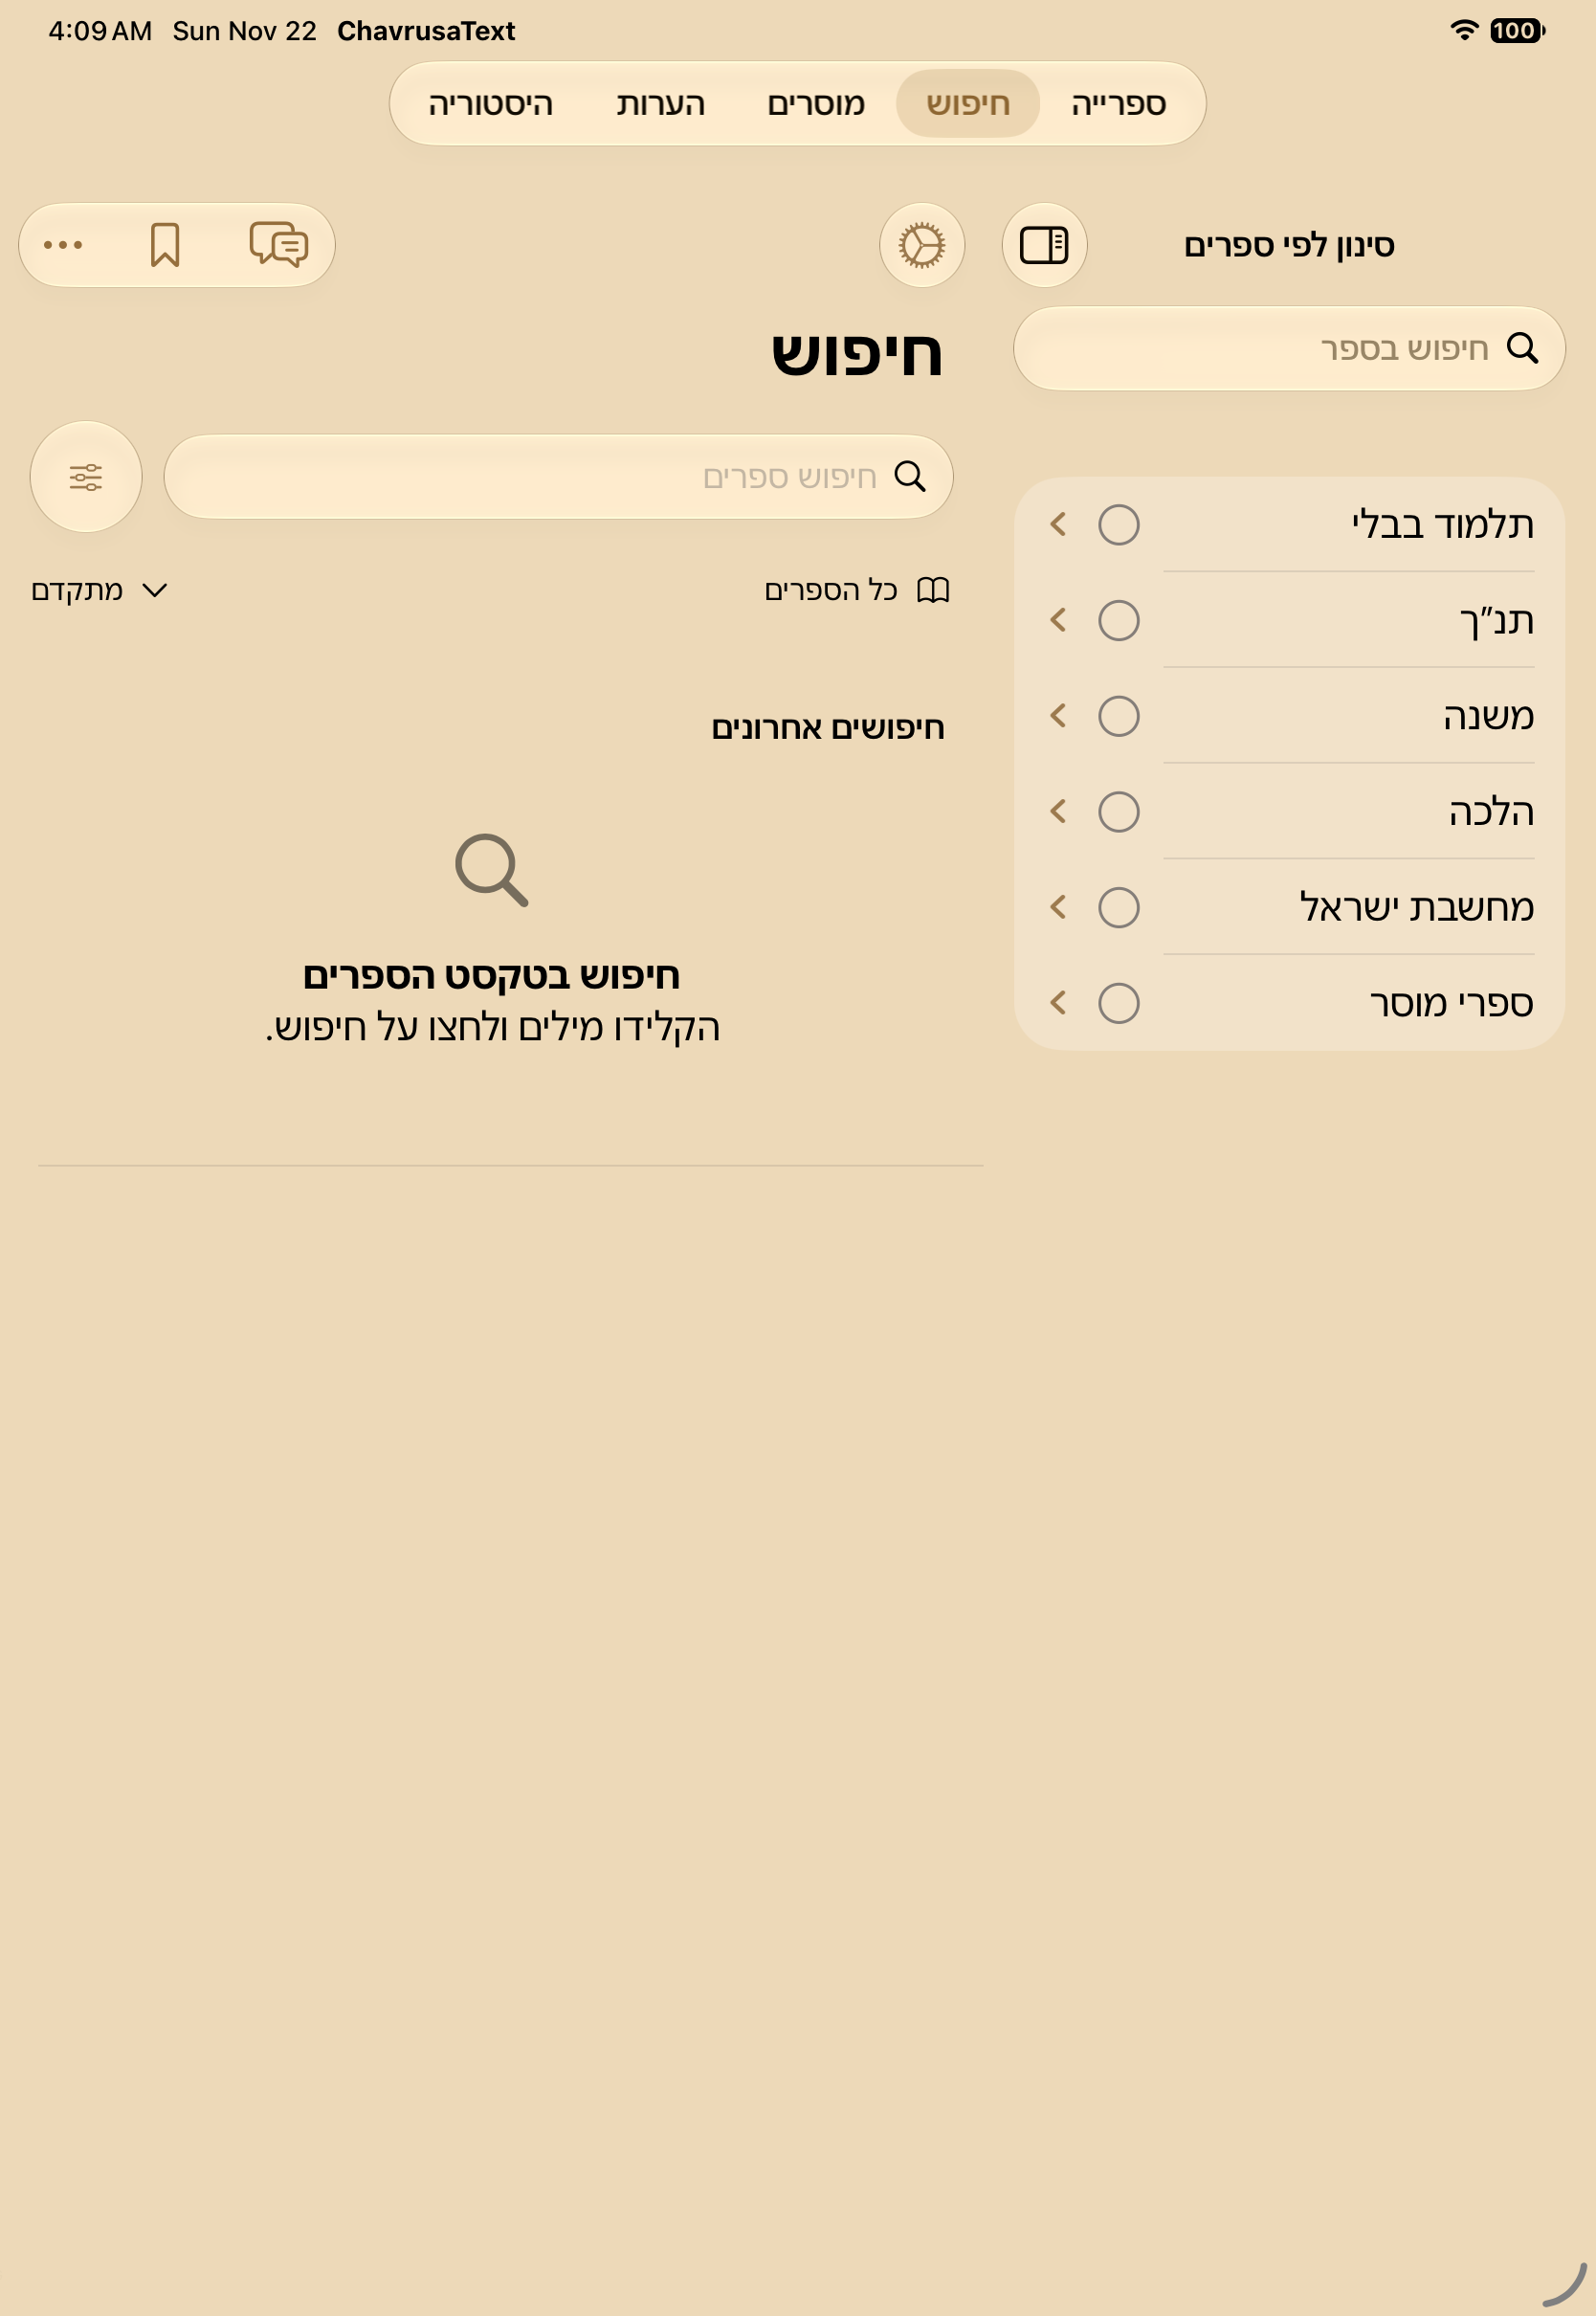 4:09 AM Sun Nov 22 ChavrusaText 100
ספרייה חיפוש מוסרים הערות היסטוריה
סינון לפי ספרים
חיפוש בספר
תלמוד בבלי
תנ"ך
משנה
הלכה
מחשבת ישראל
ספרי מוסר
חיפוש
חיפוש ספרים
כל הספרים מתקדם
חיפושים אחרונים
חיפוש בטקסט הספרים
הקלידו מילים ולחצו על חיפוש.